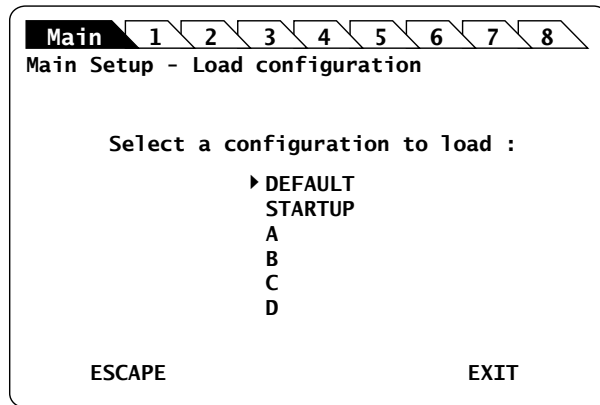 Main 1 2 3 4 5 6 7 8
Main Setup - Load configuration
Select a configuration to load :
DEFAULT
STARTUP
A
B
C
D
ESCAPE EXIT